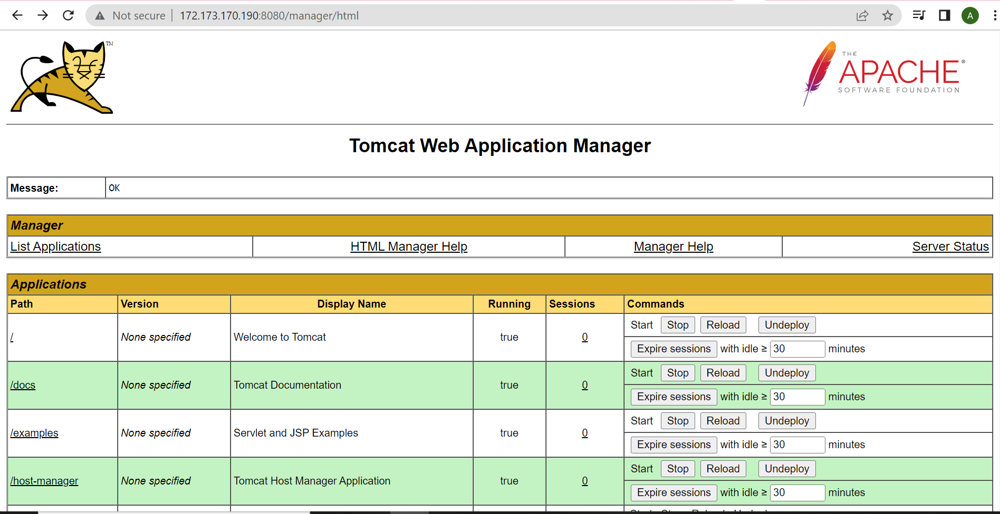 Not secure 172.173.170.190:8080/manager/html
A
TM
THE
APACHE®
SOFTWARE FOUNDATION
Tomcat Web Application Manager
Message: OK
Manager
List Applications HTML Manager Help Manager Help Server Status
Applications
Path Version Display Name Running Sessions Commands
Start Stop Reload Undeploy
/ None specified Welcome to Tomcat true 0
Expire sessions with idle ≥ 30 minutes
Start Stop Reload Undeploy
/docs None specified Tomcat Documentation true 0
Expire sessions with idle ≥ 30 minutes
Start Stop Reload Undeploy
/examples None specified Servlet and JSP Examples true 0
Expire sessions with idle ≥ 30 minutes
Start Stop Reload Undeploy
/host-manager None specified Tomcat Host Manager Application true 0
Expire sessions with idle ≥ 30 minutes